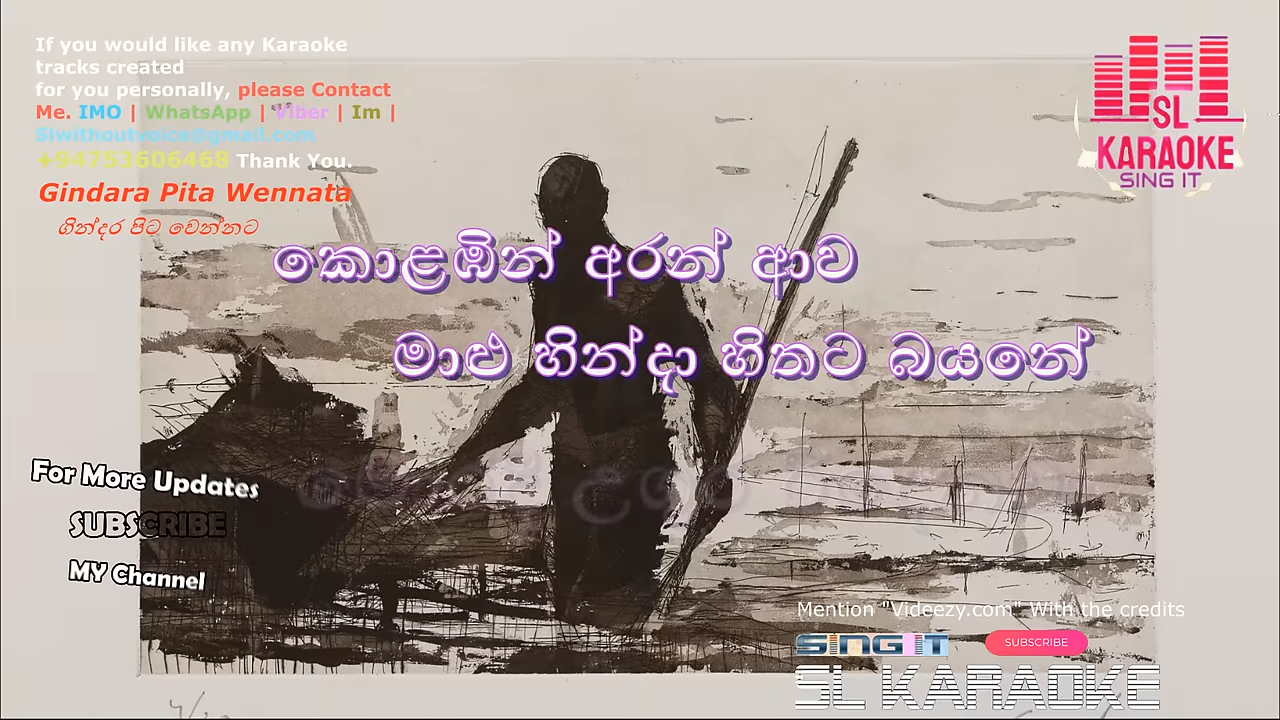 If you would like any Karaoke
tracks created
for you personally, please Contact
Me. IMO | WhatsApp | Viber | Im |
Slwithoutvoice@gmail.com
+94753606468 Thank You.
Gindara Pita Wennata
ගින්දර පිට වෙන්නට
SL
KARAOKE
SING IT
කොළඹින් අරන් ආව
මාළු හින්දා හිතට බයනේ
For More Updates
SUBSCRIBE
MY Channel
Mention "Videezy.com" With the credits
SINGIT
SUBSCRIBE
SL KARAOKE